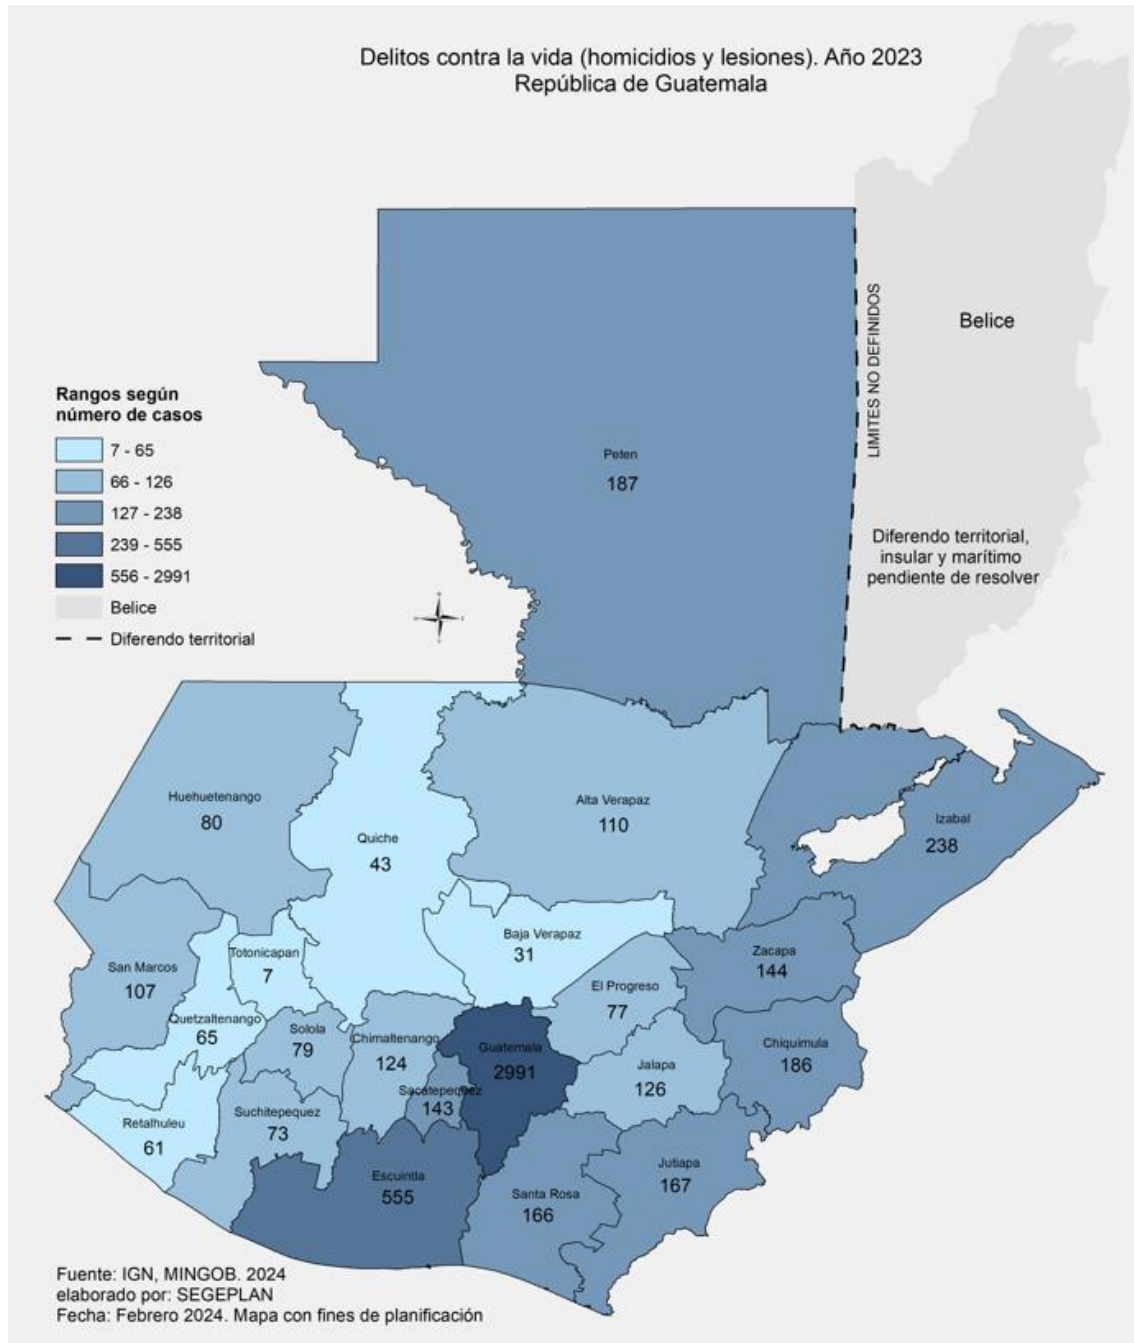 Delitos contra la vida (homicidios y lesiones). Año 2023
República de Guatemala
Belice
LIMITES NO DEFINIDOS
Diferendo territorial,
insular y marítimo
pendiente de resolver
Rangos según
número de casos
7 - 65
66 - 126
127 - 238
239 - 555
556 - 2991
Belice
Diferendo territorial
Peten
187
Huehuetenango
80
Quiche
43
Alta Verapaz
110
Izabal
238
Baja Verapaz
31
Zacapa
144
Totonicapan
7
San Marcos
107
El Progreso
77
Quetzaltenango
65
Solola
79
Chimaltenango
124
Guatemala
2991
Chiquimula
186
Jalapa
126
Sacatepequez
143
Suchitepequez
73
Retalhuleu
61
Jutiapa
167
Escuintla
555
Santa Rosa
166
Fuente: IGN, MINGOB. 2024
elaborado por: SEGEPLAN
Fecha: Febrero 2024. Mapa con fines de planificación